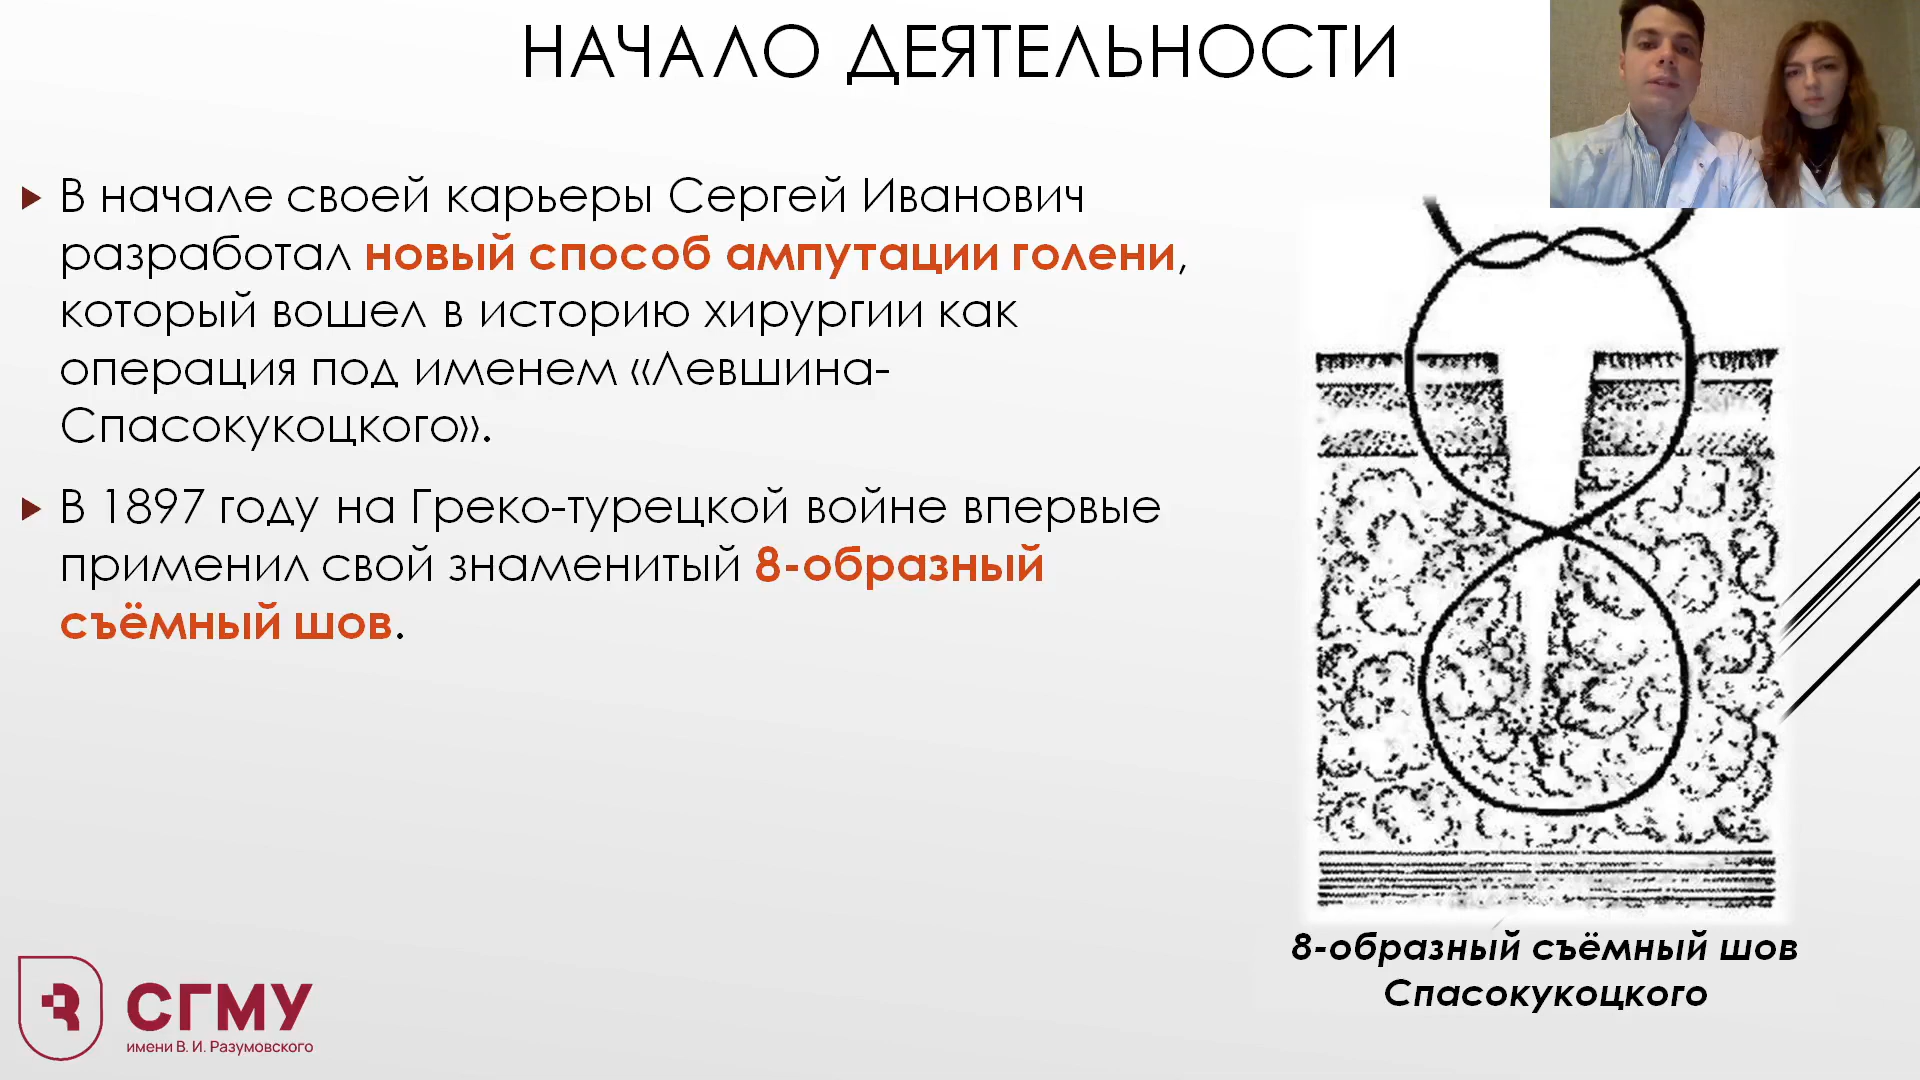 НАЧАЛО ДЕЯТЕЛЬНОСТИ
В начале своей карьеры Сергей Иванович
разработал новый способ ампутации голени,
который вошел в историю хирургии как
операция под именем «Левшина-
Спасокукоцкого».
В 1897 году на Греко-турецкой войне впервые
применил свой знаменитый 8-образный
съёмный шов.
8-образный съёмный шов
Спасокукоцкого
СГМУ
имени В. И. Разумовского